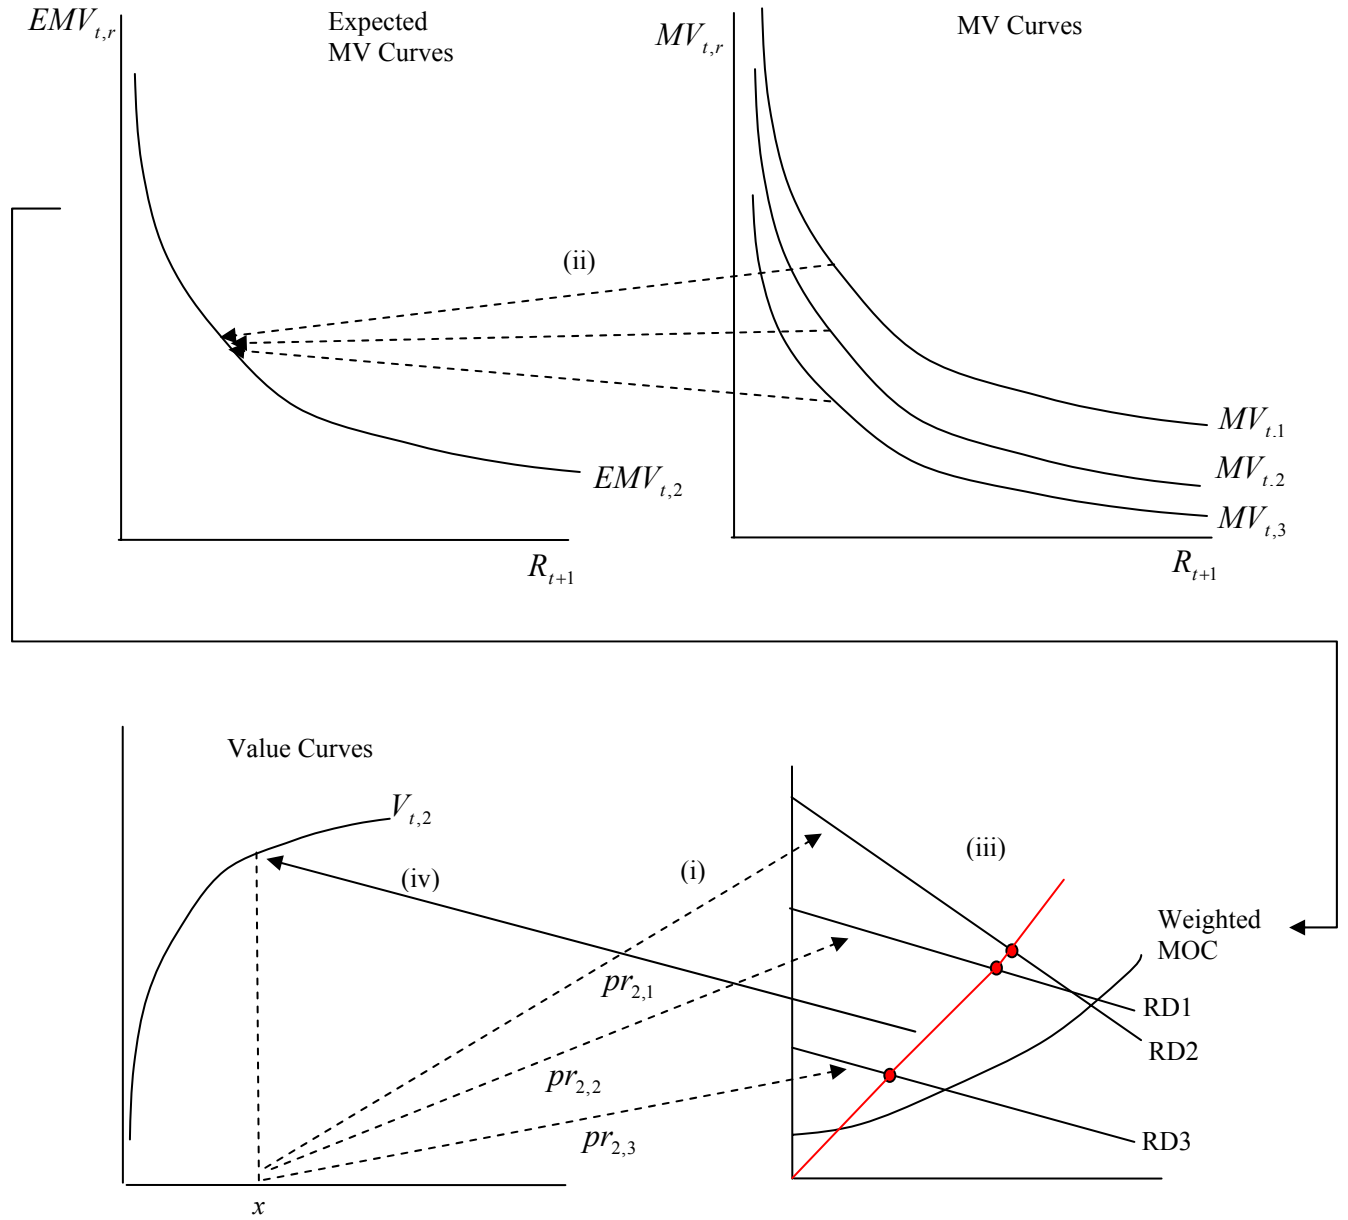 EMV_{t,r}
Expected
MV Curves
MV_{t,r}
MV Curves
(ii)
MV_{t,1}
MV_{t,2}
MV_{t,3}
EMV_{t,2}
R_{t+1}
R_{t+1}
Value Curves
V_{t,2}
(iv)
(i)
(iii)
Weighted
MOC
pr_{2,1}
RD1
RD2
pr_{2,2}
pr_{2,3}
RD3
x